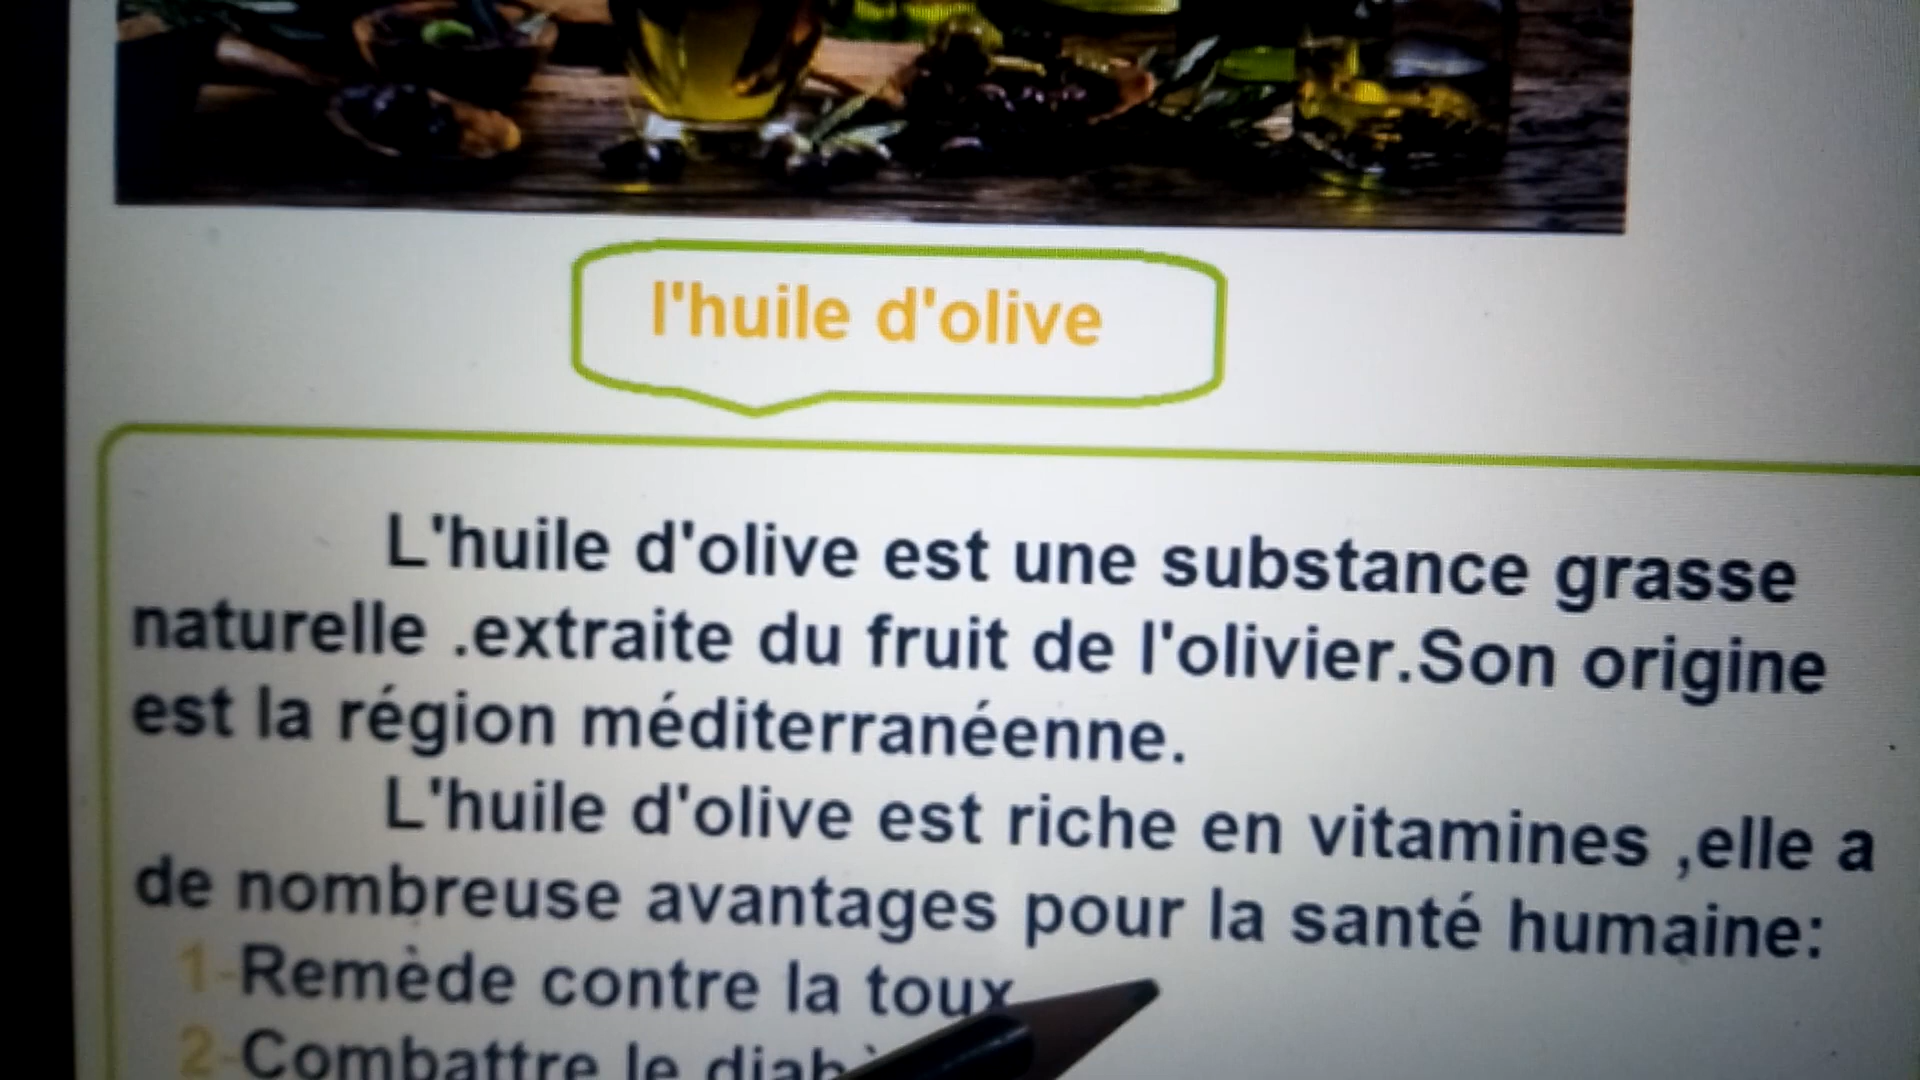 l'huile d'olive
L'huile d'olive est une substance grasse
naturelle .extraite du fruit de l'olivier.Son origine
est la région méditerranéenne.
L'huile d'olive est riche en vitamines ,elle a
de nombreuse avantages pour la santé humaine:
1-Remède contre la toux
2-Combattre le